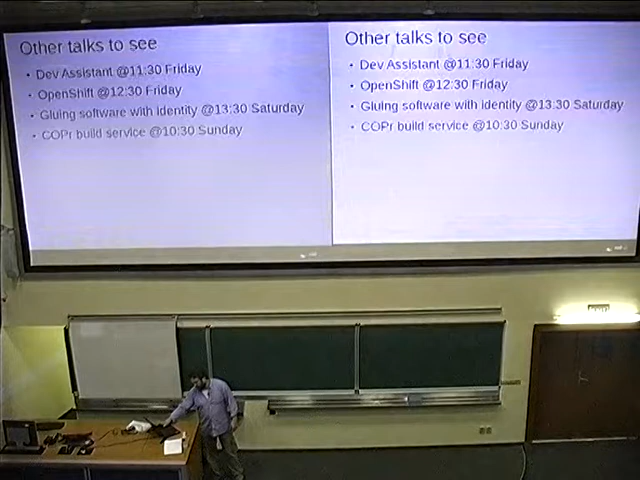 Other talks to see
• Dev Assistant @11:30 Friday
• OpenShift @12:30 Friday
• Gluing software with identity @13:30 Saturday
• COPr build service @10:30 Sunday
Other talks to see
• Dev Assistant @11:30 Friday
• OpenShift @12:30 Friday
• Gluing software with identity @13:30 Saturday
• COPr build service @10:30 Sunday